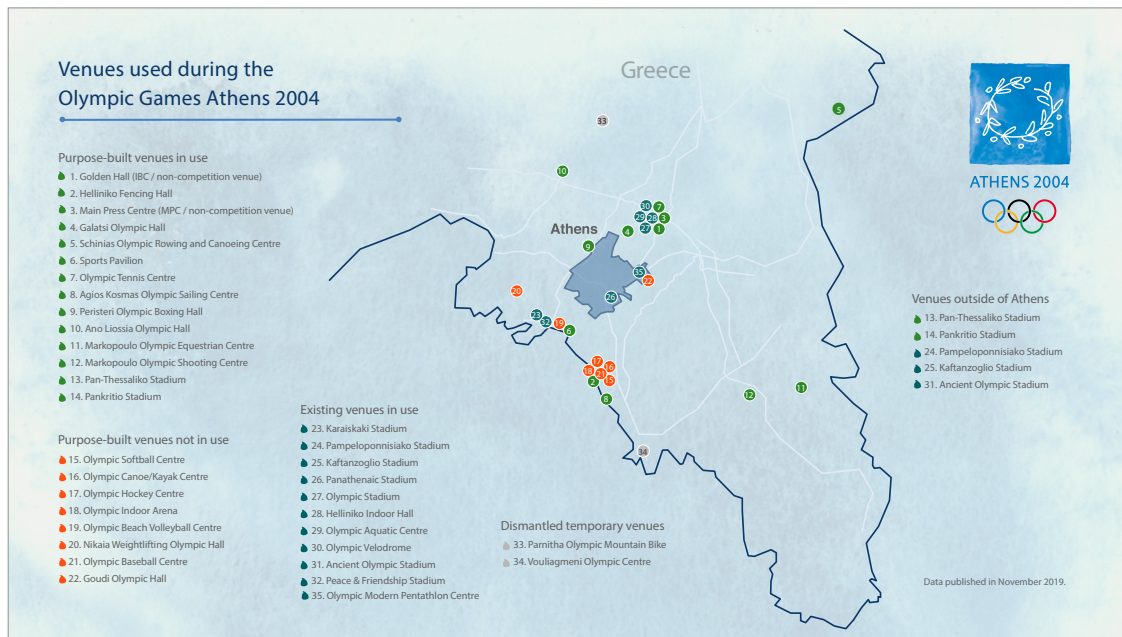 Venues used during the
Olympic Games Athens 2004
Greece
ATHENS 2004
Athens
Purpose-built venues in use
1. Golden Hall (IBC / non-competition venue)
2. Helliniko Fencing Hall
3. Main Press Centre (MPC / non-competition venue)
4. Galatsi Olympic Hall
5. Schinias Olympic Rowing and Canoeing Centre
6. Sports Pavilion
7. Olympic Tennis Centre
8. Agios Kosmas Olympic Sailing Centre
9. Peristeri Olympic Boxing Hall
10. Ano Liossia Olympic Hall
11. Markopoulo Olympic Equestrian Centre
12. Markopoulo Olympic Shooting Centre
13. Pan-Thessaliko Stadium
14. Pankritio Stadium
Purpose-built venues not in use
15. Olympic Softball Centre
16. Olympic Canoe/Kayak Centre
17. Olympic Hockey Centre
18. Olympic Indoor Arena
19. Olympic Beach Volleyball Centre
20. Nikaia Weightlifting Olympic Hall
21. Olympic Baseball Centre
22. Goudi Olympic Hall
Existing venues in use
23. Karaiskaki Stadium
24. Pampeloponnisiako Stadium
25. Kaftanzoglio Stadium
26. Panathenaic Stadium
27. Olympic Stadium
28. Helliniko Indoor Hall
29. Olympic Aquatic Centre
30. Olympic Velodrome
31. Ancient Olympic Stadium
32. Peace & Friendship Stadium
35. Olympic Modern Pentathlon Centre
Dismantled temporary venues
33. Parnitha Olympic Mountain Bike
34. Vouliagmeni Olympic Centre
Venues outside of Athens
13. Pan-Thessaliko Stadium
14. Pankritio Stadium
24. Pampeloponnisiako Stadium
25. Kaftanzoglio Stadium
31. Ancient Olympic Stadium
Data published in November 2019.
5
33
10
30
7
29
28
3
27
1
4
9
35
22
26
20
23
32
19
6
17
16
18
21
15
2
8
12
11
34